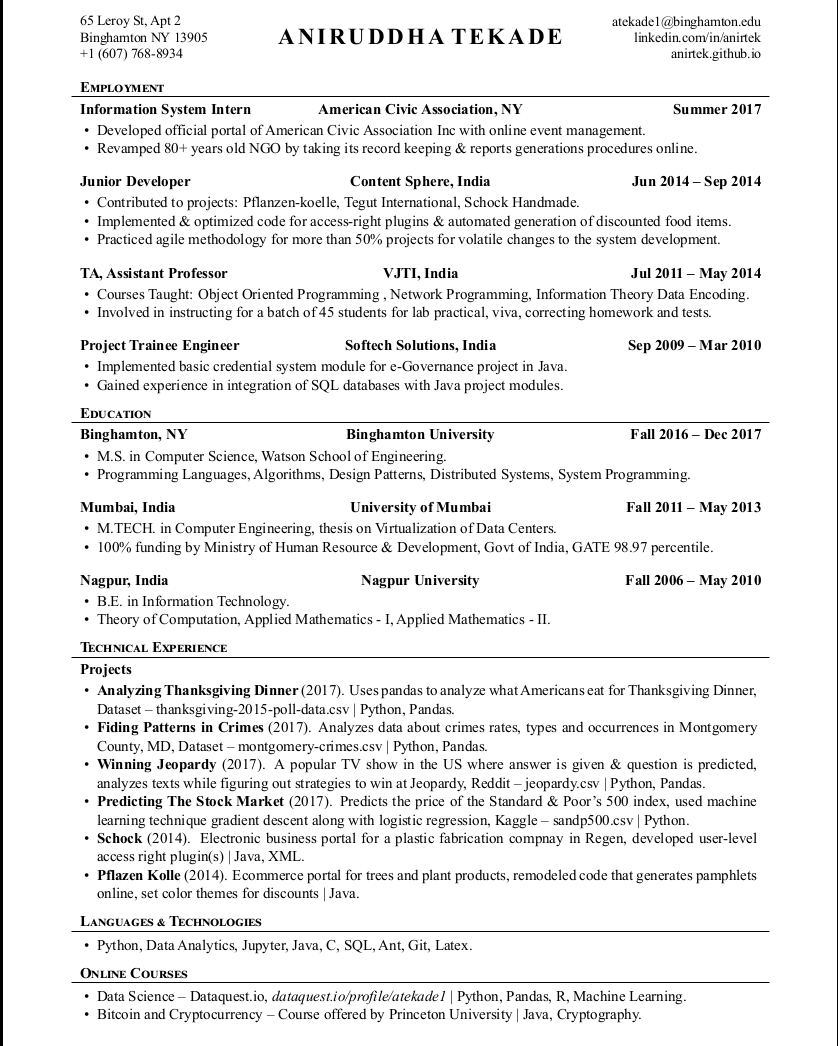 65 Leroy St, Apt 2
Binghamton NY 13905
+1 (607) 768-8934
ANIRUDDHA TEKADE
atekade1@binghamton.edu
linkedin.com/in/anirtek
anirtek.github.io
EMPLOYMENT
Information System Intern American Civic Association, NY Summer 2017
• Developed official portal of American Civic Association Inc with online event management.
• Revamped 80+ years old NGO by taking its record keeping & reports generations procedures online.
Junior Developer Content Sphere, India Jun 2014 – Sep 2014
• Contributed to projects: Pflanzen-koelle, Tegut International, Schock Handmade.
• Implemented & optimized code for access-right plugins & automated generation of discounted food items.
• Practiced agile methodology for more than 50% projects for volatile changes to the system development.
TA, Assistant Professor VJTI, India Jul 2011 – May 2014
• Courses Taught: Object Oriented Programming , Network Programming, Information Theory Data Encoding.
• Involved in instructing for a batch of 45 students for lab practical, viva, correcting homework and tests.
Project Trainee Engineer Softech Solutions, India Sep 2009 – Mar 2010
• Implemented basic credential system module for e-Governance project in Java.
• Gained experience in integration of SQL databases with Java project modules.
EDUCATION
Binghamton, NY Binghamton University Fall 2016 – Dec 2017
• M.S. in Computer Science, Watson School of Engineering.
• Programming Languages, Algorithms, Design Patterns, Distributed Systems, System Programming.
Mumbai, India University of Mumbai Fall 2011 – May 2013
• M.TECH. in Computer Engineering, thesis on Virtualization of Data Centers.
• 100% funding by Ministry of Human Resource & Development, Govt of India, GATE 98.97 percentile.
Nagpur, India Nagpur University Fall 2006 – May 2010
• B.E. in Information Technology.
• Theory of Computation, Applied Mathematics - I, Applied Mathematics - II.
TECHNICAL EXPERIENCE
Projects
• Analyzing Thanksgiving Dinner (2017). Uses pandas to analyze what Americans eat for Thanksgiving Dinner,
Dataset – thanksgiving-2015-poll-data.csv | Python, Pandas.
• Fiding Patterns in Crimes (2017). Analyzes data about crimes rates, types and occurrences in Montgomery
County, MD, Dataset – montgomery-crimes.csv | Python, Pandas.
• Winning Jeopardy (2017). A popular TV show in the US where answer is given & question is predicted,
analyzes texts while figuring out strategies to win at Jeopardy, Reddit – jeopardy.csv | Python, Pandas.
• Predicting The Stock Market (2017). Predicts the price of the Standard & Poor's 500 index, used machine
learning technique gradient descent along with logistic regression, Kaggle – sandp500.csv | Python.
• Schock (2014). Electronic business portal for a plastic fabrication compnay in Regen, developed user-level
access right plugin(s) | Java, XML.
• Pflazen Kolle (2014). Ecommerce portal for trees and plant products, remodeled code that generates pamphlets
online, set color themes for discounts | Java.
LANGUAGES & TECHNOLOGIES
• Python, Data Analytics, Jupyter, Java, C, SQL, Ant, Git, Latex.
ONLINE COURSES
• Data Science – Dataquest.io, dataquest.io/profile/atekade1 | Python, Pandas, R, Machine Learning.
• Bitcoin and Cryptocurrency – Course offered by Princeton University | Java, Cryptography.